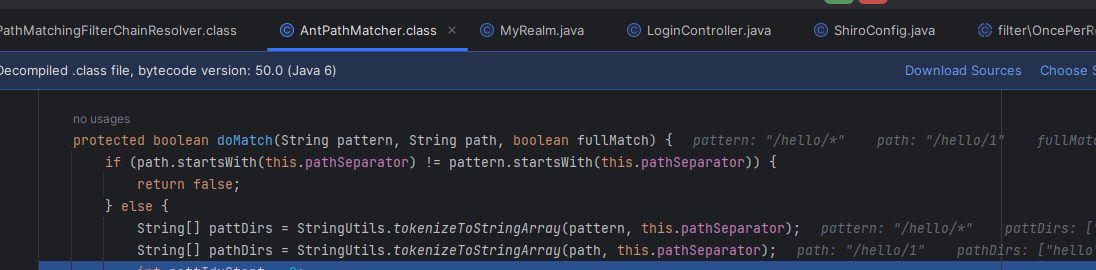 PathMatchingFilterChainResolver.class AntPathMatcher.class × MyRealm.java LoginController.java ShiroConfig.java filter\OncePerR
Decompiled .class file, bytecode version: 50.0 (Java 6) Download Sources Choose S
no usages
protected boolean doMatch(String pattern, String path, boolean fullMatch) { pattern: "/hello/*" path: "/hello/1" fullMatc
if (path.startsWith(this.pathSeparator) != pattern.startsWith(this.pathSeparator)) {
return false;
} else {
String[] pattDirs = StringUtils.tokenizeToStringArray(pattern, this.pathSeparator); pattern: "/hello/*" pattDirs: ["
String[] pathDirs = StringUtils.tokenizeToStringArray(path, this.pathSeparator); path: "/hello/1" pathDirs: ["hello"